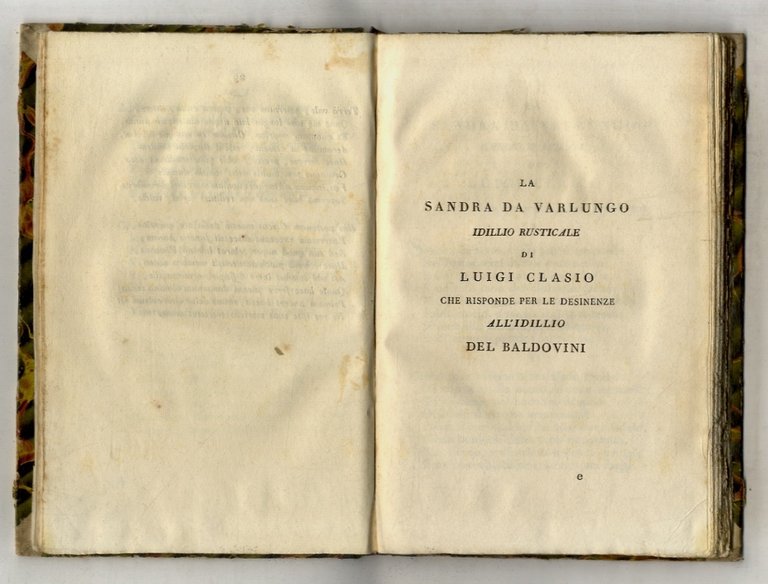 LA
SANDRA DA VARLUNGO
IDILLIO RUSTICALE
DI
LUIGI CLASIO
CHE RISPONDE PER LE DESINENZE
ALL'IDILLIO
DEL BALDOVINI
e